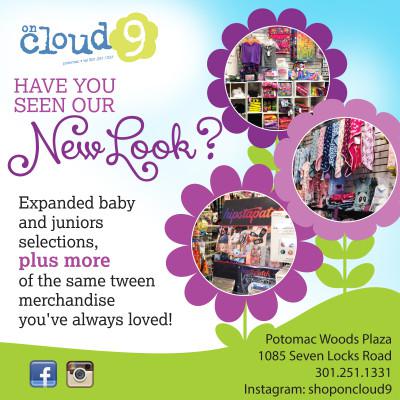 on
cloud 9
HAVE YOU
SEEN OUR
New Look?
Expanded baby
and juniors
selections,
plus more
of the same tween
merchandise
you've always loved!
Potomac Woods Plaza
1085 Seven Locks Road
301.251.1331
Instagram: shoponcloud9